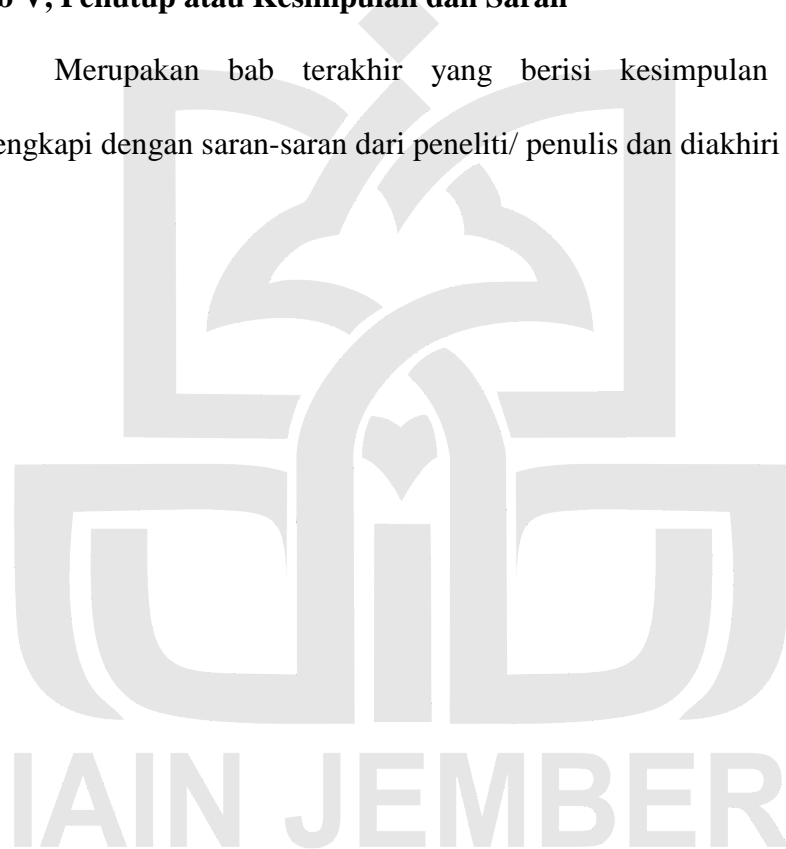 b V, Penutup atau Kesimpulan dan Saran
Merupakan bab terakhir yang berisi kesimpulan
engkapi dengan saran-saran dari peneliti/ penulis dan diakhiri
IAIN JEMBER